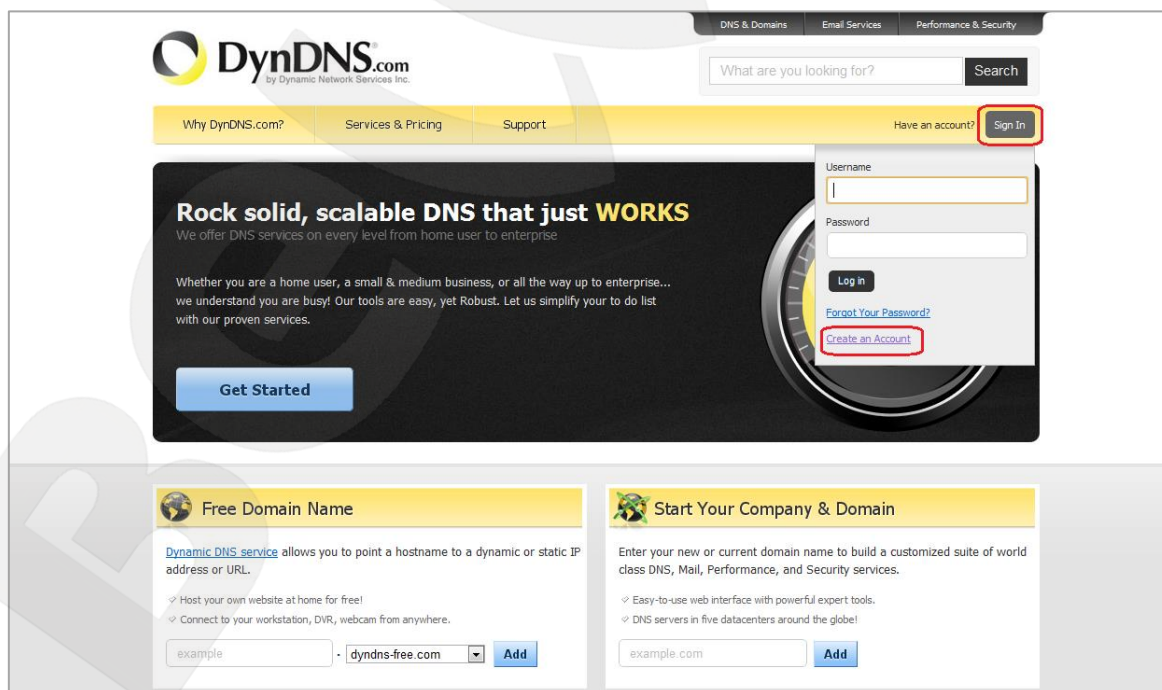 DNS & Domains Email Services Performance & Security
DynDNS.com
by Dynamic Network Services Inc.
What are you looking for? Search
Why DynDNS.com? Services & Pricing Support Have an account? Sign In
Username
Password
Log in
Forgot Your Password?
Create an Account
Rock solid, scalable DNS that just WORKS
We offer DNS services on every level from home user to enterprise
Whether you are a home user, a small & medium business, or all the way up to enterprise...
we understand you are busy! Our tools are easy, yet Robust. Let us simplify your to do list
with our proven services.
Get Started
Free Domain Name
Dynamic DNS service allows you to point a hostname to a dynamic or static IP
address or URL.
Host your own website at home for free!
Connect to your workstation, DVR, webcam from anywhere.
example . dyndns-free.com Add
Start Your Company & Domain
Enter your new or current domain name to build a customized suite of world
class DNS, Mail, Performance, and Security services.
Easy-to-use web interface with powerful expert tools.
DNS servers in five datacenters around the globe!
example.com Add